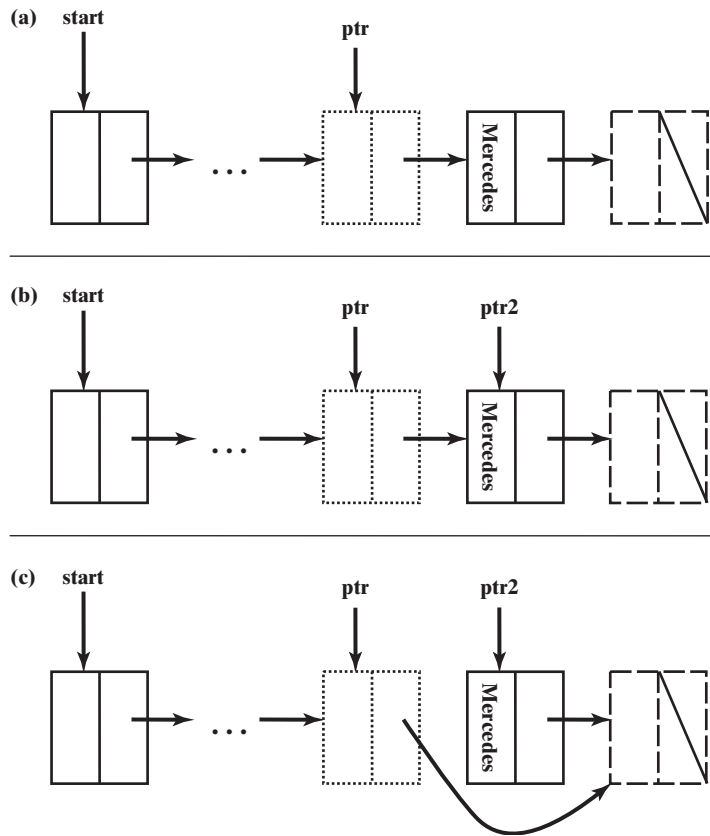 (a) start
ptr
Mercedes
...
(b) start
ptr ptr2
Mercedes
...
(c) start
ptr ptr2
Mercedes
...